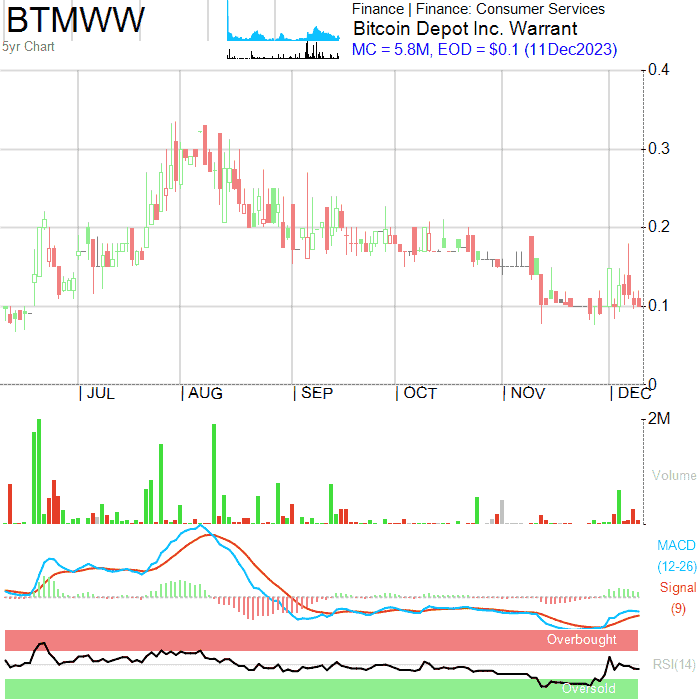 BTMWW
5yr Chart
Finance | Finance: Consumer Services
Bitcoin Depot Inc. Warrant
MC = 5.8M, EOD = $0.1 (11Dec2023)
0.4
0.3
0.2
0.1
0
| JUL | AUG | SEP | OCT | NOV | DEC
2M
Volume
MACD
(12-26)
Signal
(9)
Overbought
RSI(14)
Oversold